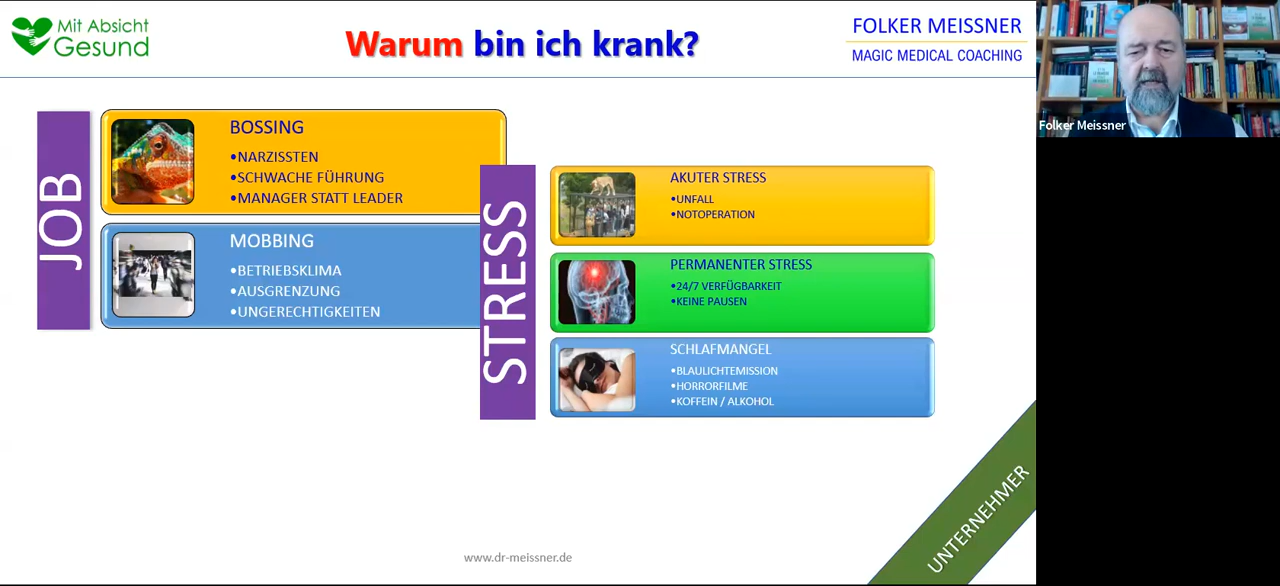 Mit Absicht
Gesund
Warum bin ich krank?
FOLKER MEISSNER
MAGIC MEDICAL COACHING
Folker Meissner
JOB
BOSSING
•NARZISSTEN
•SCHWACHE FÜHRUNG
•MANAGER STATT LEADER
MOBBING
•BETRIEBSKLIMA
•AUSGRENZUNG
•UNGERECHTIGKEITEN
STRESS
AKUTER STRESS
•UNFALL
•NOTOPERATION
PERMANENTER STRESS
•24/7 VERFÜGBARKEIT
•KEINE PAUSEN
SCHLAFMANGEL
•BLAULICHTEMISSION
•HORRORFILME
•KOFFEIN / ALKOHOL
UNTERNEHMER
www.dr-meissner.de